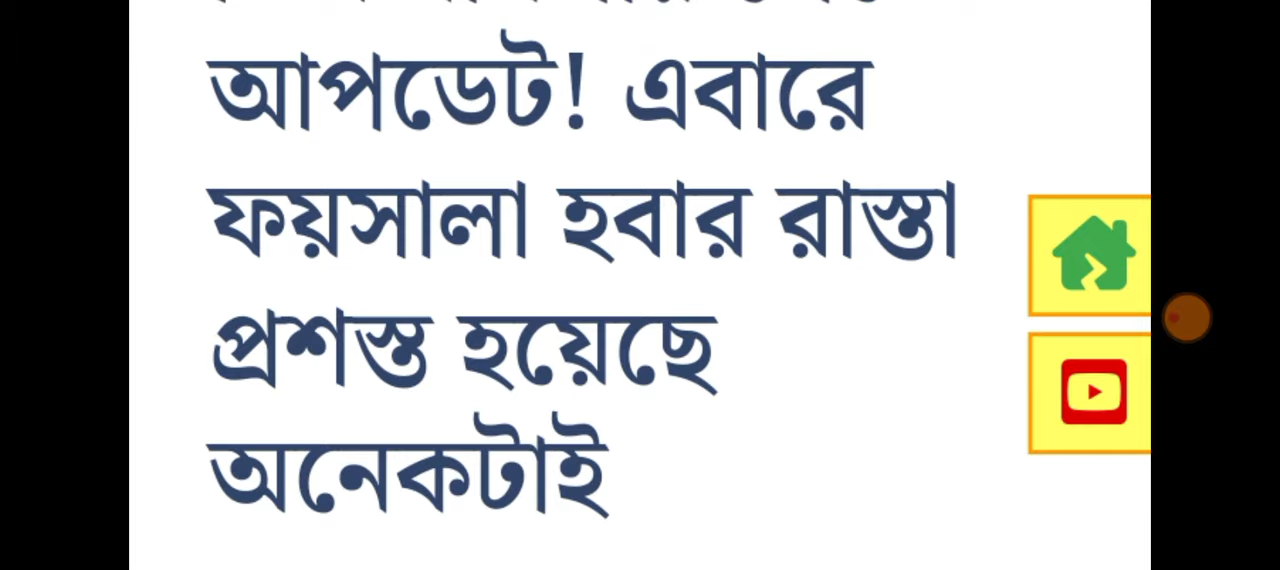 আপডেট! এবারে
ফয়সালা হবার রাস্তা
প্রশস্ত হয়েছে
অনেকটাই